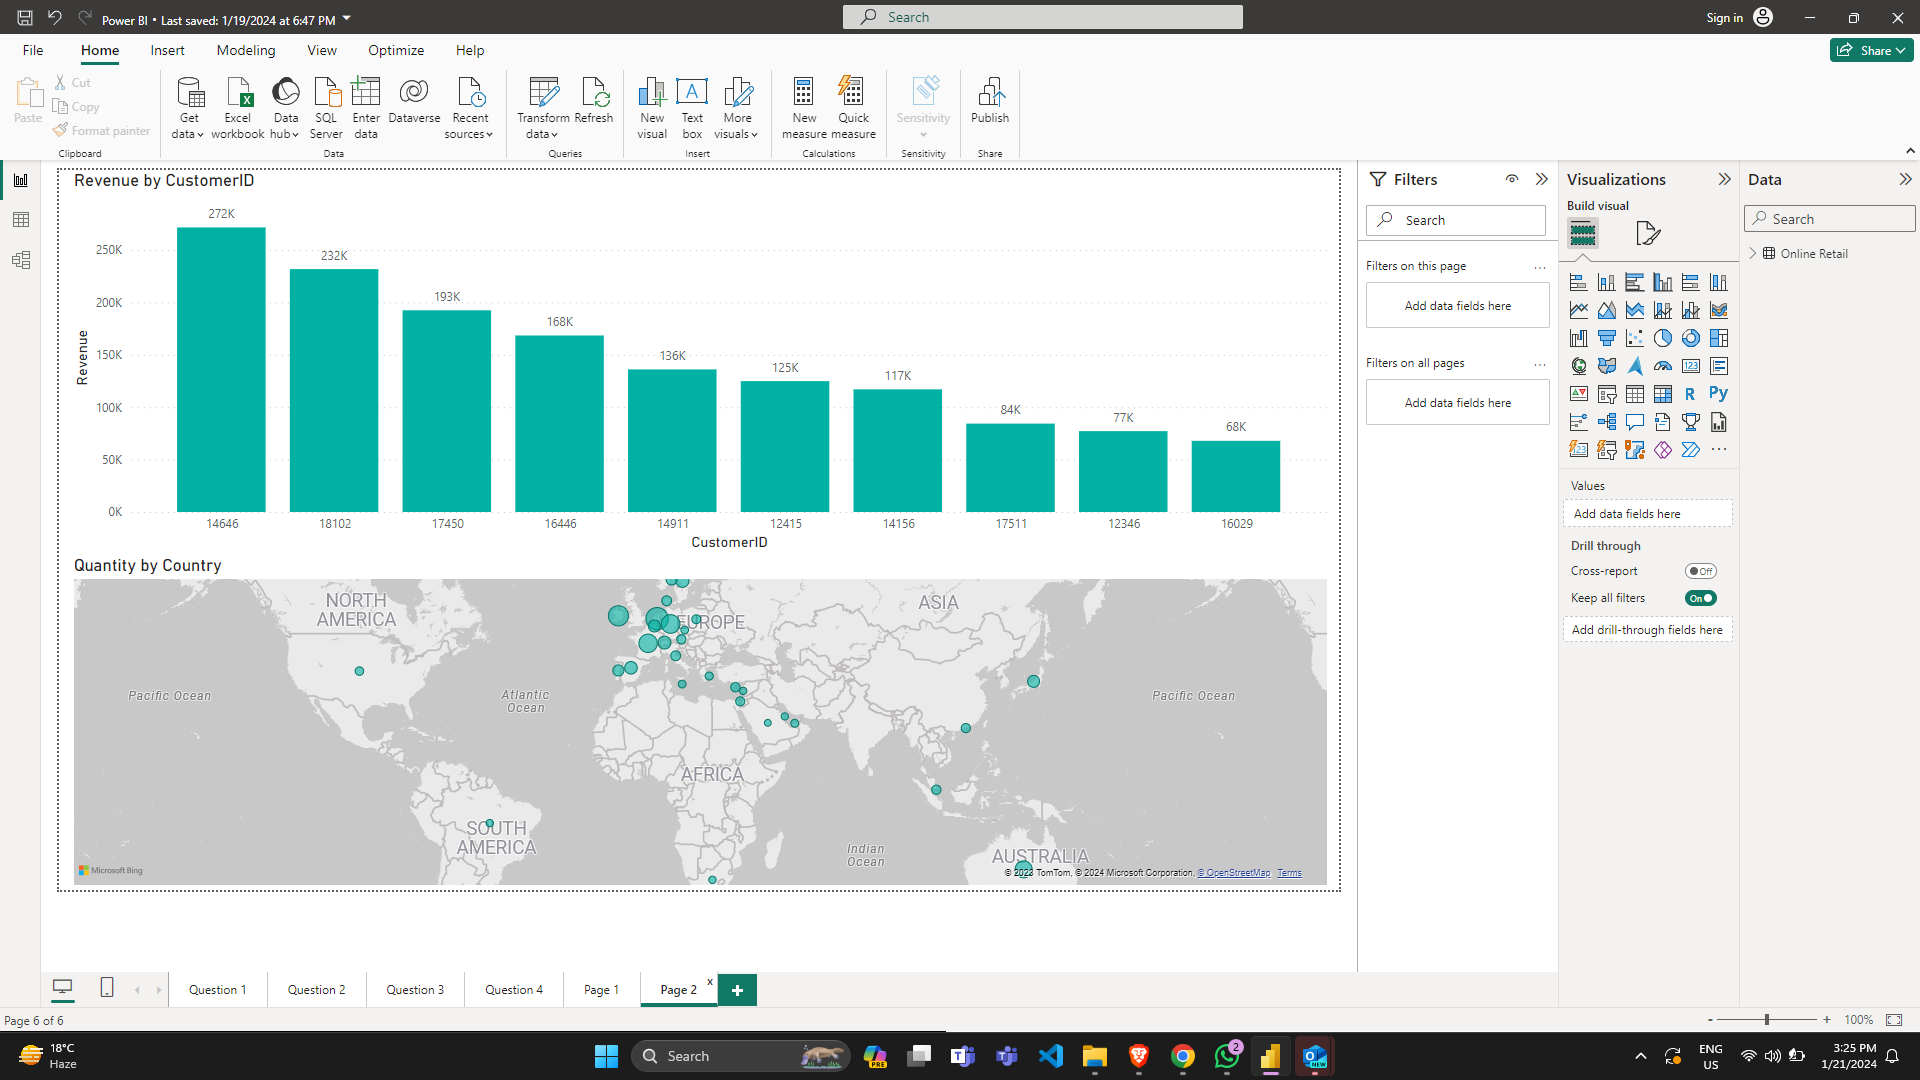 Power BI • Last saved: 1/19/2024 at 6:47 PM
Search
Sign in
File
Home
Insert
Modeling
View
Optimize
Help
Share
Paste
Cut
Copy
Format painter
Clipboard
Get data
Excel workbook
Data hub
SQL Server
Enter data
Dataverse
Recent sources
Data
Transform data
Refresh
Queries
New visual
Text box
More visuals
Insert
New measure
Quick measure
Calculations
Sensitivity
Sensitivity
Publish
Share
Revenue by CustomerID
Revenue
250K
200K
150K
100K
50K
0K
272K
232K
193K
168K
136K
125K
117K
84K
77K
68K
14646
18102
17450
16446
14911
12415
14156
17511
12346
16029
CustomerID
Quantity by Country
NORTH
AMERICA
EUROPE
ASIA
Pacific Ocean
Atlantic
Ocean
Pacific Ocean
AFRICA
SOUTH
AMERICA
Indian
Ocean
AUSTRALIA
Microsoft Bing
© 2023 TomTom, © 2024 Microsoft Corporation, © OpenStreetMap Terms
Filters
Search
Filters on this page
Add data fields here
Filters on all pages
Add data fields here
Visualizations
Build visual
R
Py
123
123
Values
Add data fields here
Drill through
Cross-report
Off
Keep all filters
On
Add drill-through fields here
Data
Search
Online Retail
Question 1
Question 2
Question 3
Question 4
Page 1
Page 2
x
+
Page 6 of 6
- + 100%
18°C
Haze
Search
PRE
2
NEW
ENG
US
3:25 PM
1/21/2024